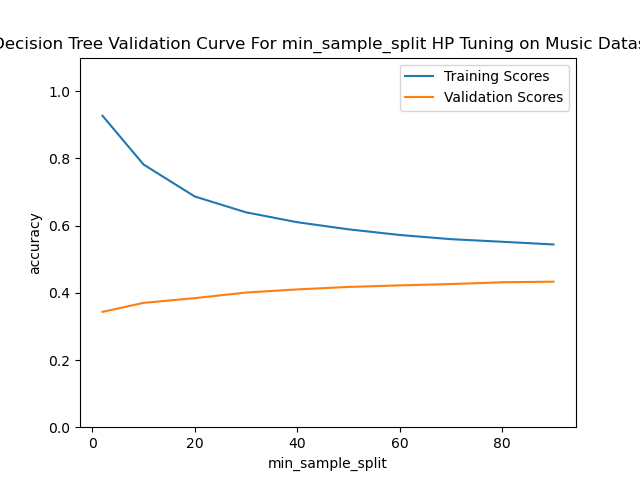 Decision Tree Validation Curve For min_sample_split HP Tuning on Music Datas
Training Scores
Validation Scores
1.0
0.8
0.6
0.4
0.2
0.0
accuracy
0 20 40 60 80
min_sample_split